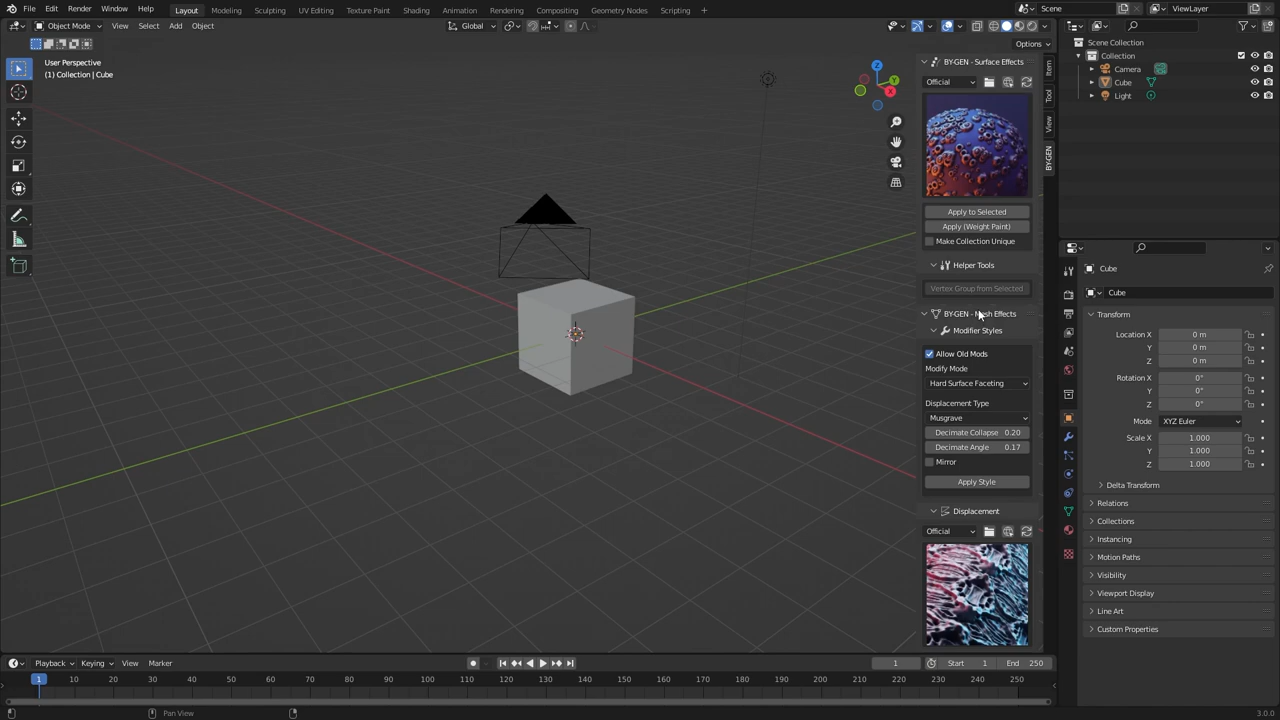 File Edit Render Window Help Layout Modeling Sculpting UV Editing Texture Paint Shading Animation Rendering Compositing Geometry Nodes Scripting Scene ViewLayer
Object Mode View Select Add Object Global
Options
User Perspective
(1) Collection | Cube
Z
Y
X
BY-GEN - Surface Effects
Official
Apply to Selected
Apply (Weight Paint)
Make Collection Unique
Helper Tools
Vertex Group from Selected
BY-GEN - Mesh Effects
Modifier Styles
Allow Old Mods
Modify Mode
Hard Surface Faceting
Displacement Type
Musgrave
Decimate Collapse 0.20
Decimate Angle 0.17
Mirror
Apply Style
Displacement
Official
Item
Tool
View
BY-GEN
Scene Collection
Collection
Camera
Cube
Light
Cube
Cube
Transform
Location X 0 m
Y 0 m
Z 0 m
Rotation X 0°
Y 0°
Z 0°
Mode XYZ Euler
Scale X 1.000
Y 1.000
Z 1.000
Delta Transform
Relations
Collections
Instancing
Motion Paths
Visibility
Viewport Display
Line Art
Custom Properties
Playback Keying View Marker 1 Start 1 End 250
1 10 20 30 40 50 60 70 80 90 100 110 120 130 140 150 160 170 180 190 200 210 220 230 240 250
Pan View 3.0.0